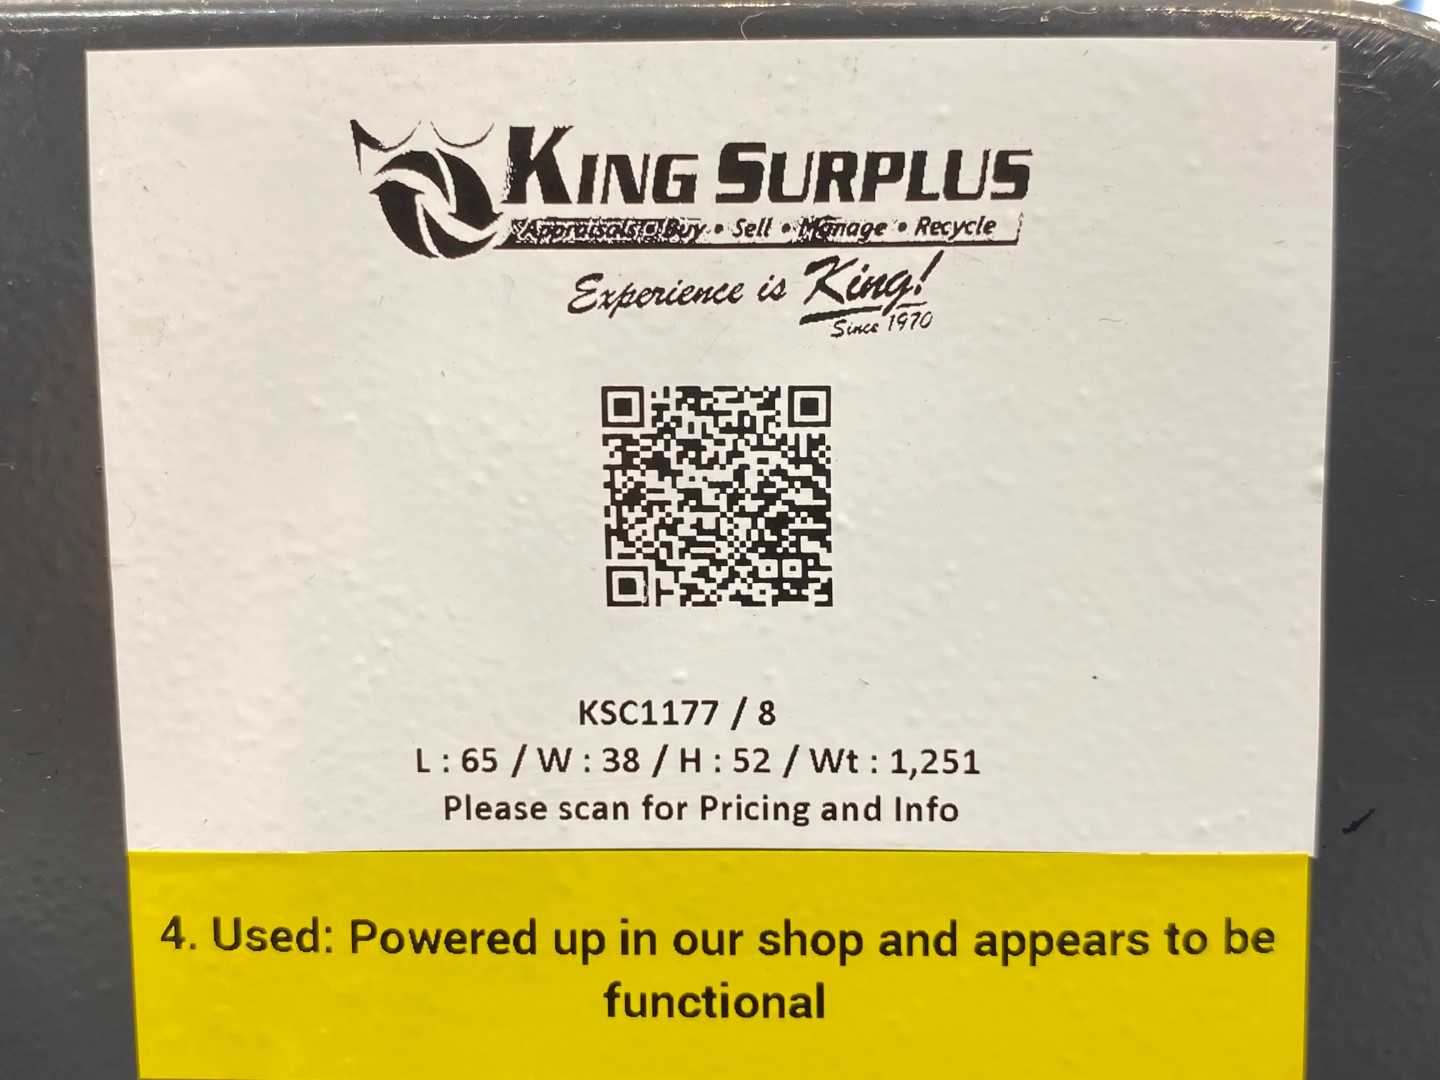 KING SURPLUS
Appraisals • Buy • Sell • Manage • Recycle
Experience is King!
Since 1970
KSC1177 / 8
L : 65 / W : 38 / H : 52 / Wt : 1,251
Please scan for Pricing and Info
4. Used: Powered up in our shop and appears to be
functional